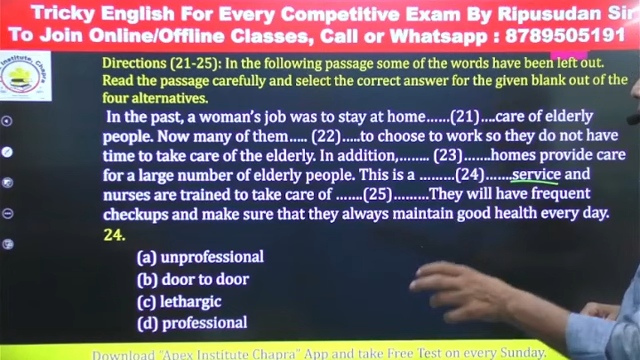 Tricky English For Every Competitive Exam By Ripusudan Sir
To Join Online/Offline Classes, Call or Whatsapp : 8789505191
Institute, Chapra
Directions (21-25): In the following passage some of the words have been left out.
Read the passage carefully and select the correct answer for the given blank out of the
four alternatives.
In the past, a woman's job was to stay at home......(21)....care of elderly
people. Now many of them..... (22).....to choose to work so they do not have
time to take care of the elderly. In addition,........ (23).......homes provide care
for a large number of elderly people. This is a .........(24).......service and
nurses are trained to take care of .......(25).........They will have frequent
checkups and make sure that they always maintain good health every day.
24.
(a) unprofessional
(b) door to door
(c) lethargic
(d) professional
Download "Apex Institute Chapra" App and take Free Test on every Sunday.